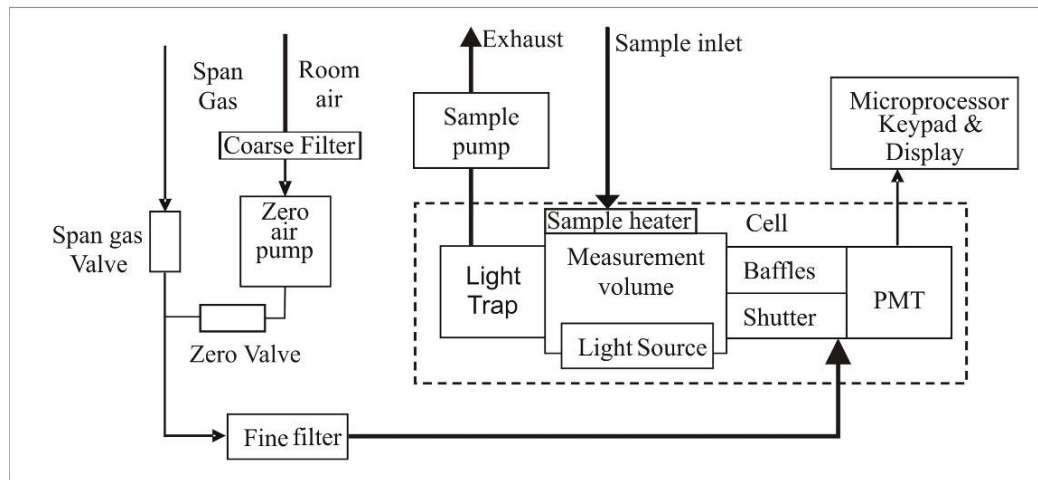 Span
Gas
Room
air
Exhaust
Sample inlet
Coarse Filter
Sample
pump
Microprocessor
Keypad &
Display
Span gas
Valve
Zero
air
pump
Sample heater
Cell
Light
Trap
Measurement
volume
Baffles
Shutter
PMT
Light Source
Zero Valve
Fine filter